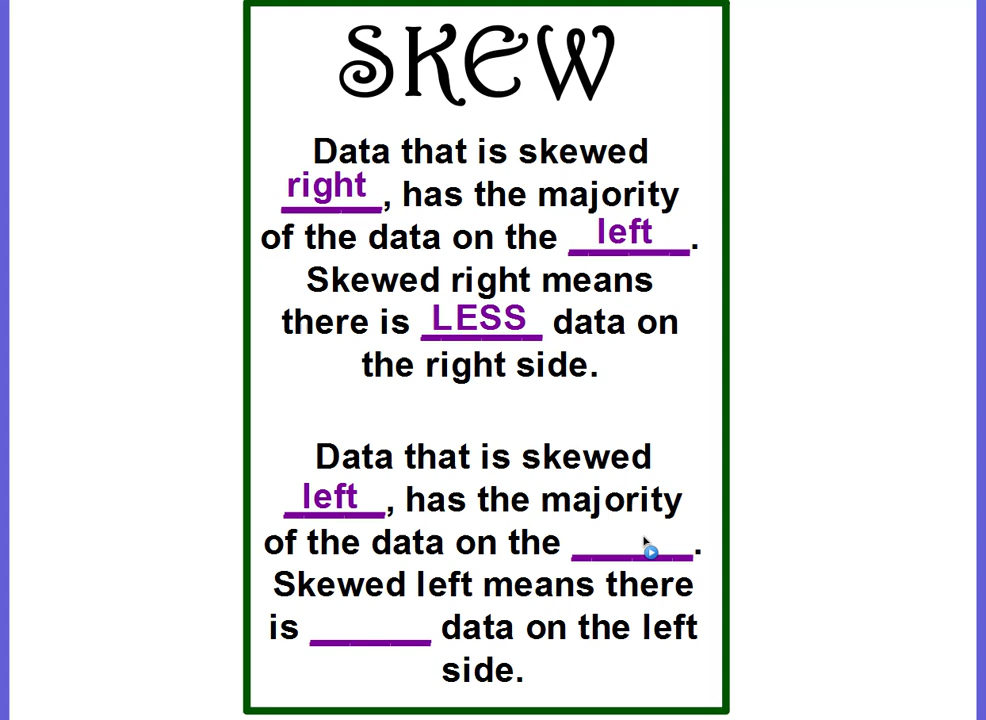 SKEW
Data that is skewed
right, has the majority
of the data on the left.
Skewed right means
there is LESS data on
the right side.
Data that is skewed
left, has the majority
of the data on the ______.
Skewed left means there
is ______ data on the left
side.